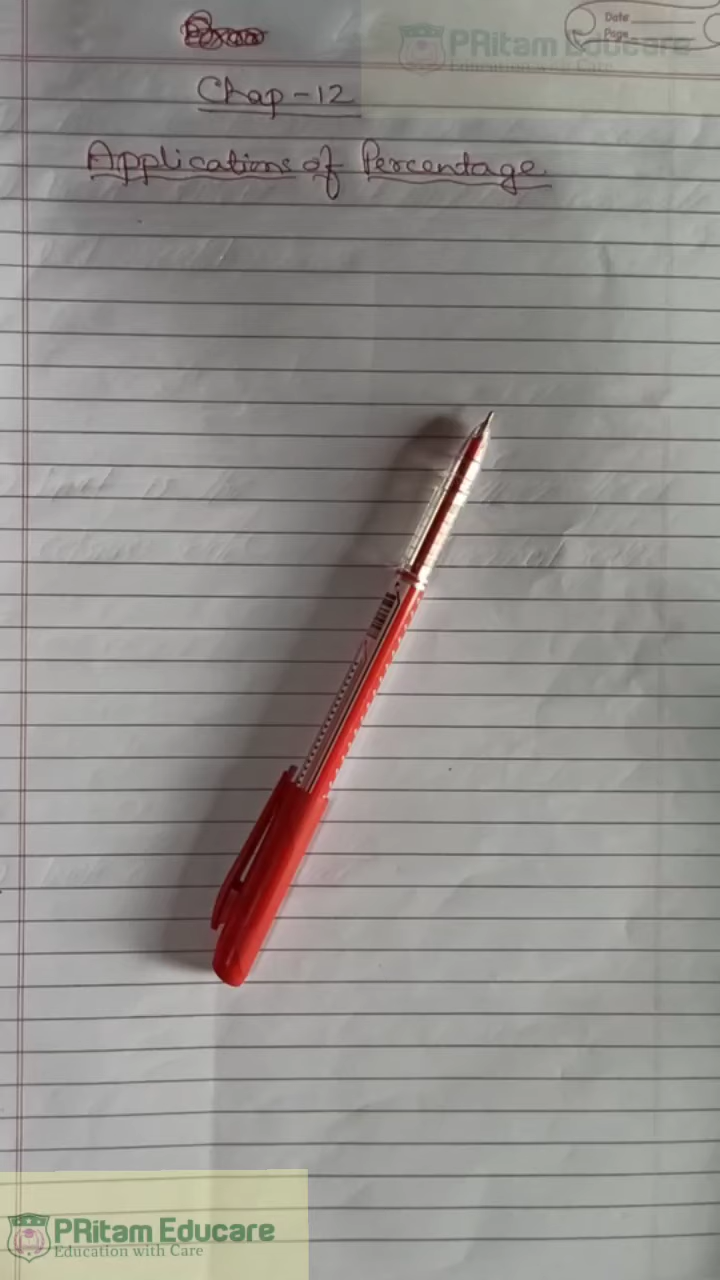 PRitam Educare
Education with Care
Date
Page
Chap-12
Applications of Percentage.
PRitam Educare
Education with Care